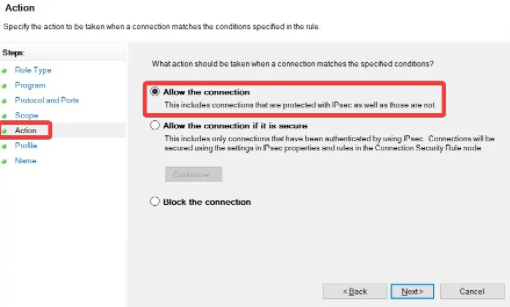 Action
Specify the action to be taken when a connection matches the conditions specified in the rule.
Steps:
Rule Type
Program
Protocol and Ports
Scope
Action
Profile
Name
What action should be taken when a connection matches the specified conditions?
Allow the connection
This includes connections that are protected with IPsec as well as those are not.
Allow the connection if it is secure
This includes only connections that have been authenticated by using IPsec. Connections will be
secured using the settings in IPsec properties and rules in the Connection Security Rule node
Customize...
Block the connection
< Back
Next >
Cancel